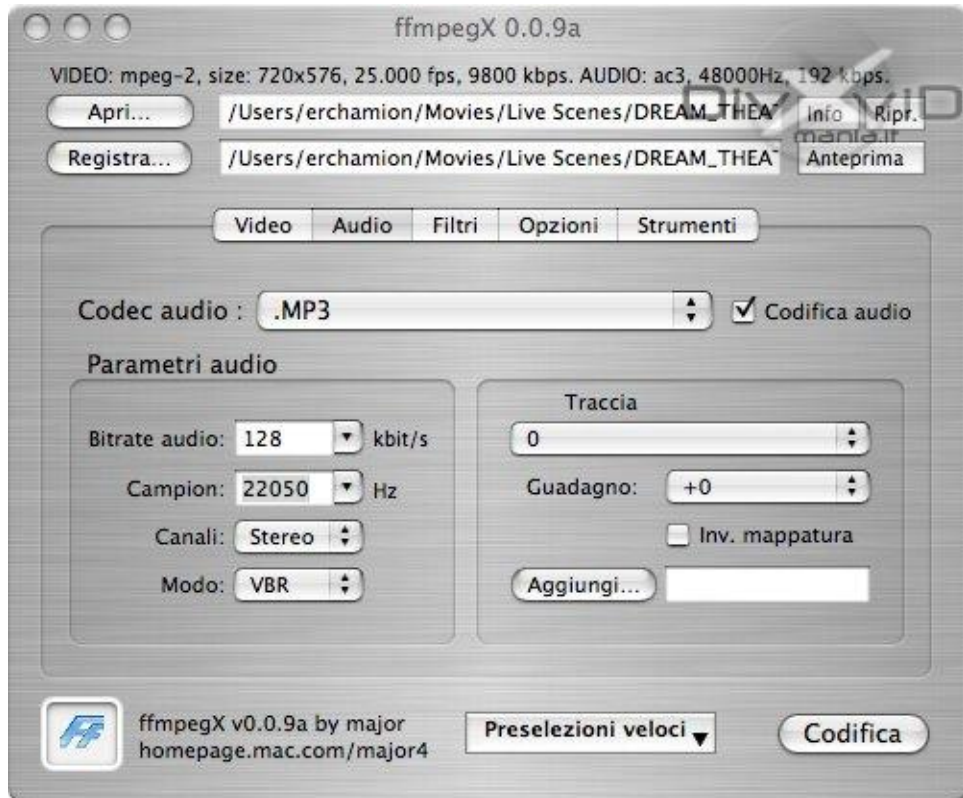 ffmpegX 0.0.9a
VIDEO: mpeg-2, size: 720x576, 25.000 fps, 9800 kbps. AUDIO: ac3, 48000Hz, 192 kbps.
Apri... /Users/erchamion/Movies/Live Scenes/DREAM_THEA Info Ripr.
DivXviD
mania.it
Registra... /Users/erchamion/Movies/Live Scenes/DREAM_THEA Anteprima
Video Audio Filtri Opzioni Strumenti
Codec audio : .MP3 Codifica audio
Parametri audio
Traccia
Bitrate audio: 128 kbit/s 0
Campion: 22050 Hz Guadagno: +0
Canali: Stereo Inv. mappatura
Modo: VBR Aggiungi...
ffmpegX v0.0.9a by major
homepage.mac.com/major4
Preselezioni veloci
Codifica
FF